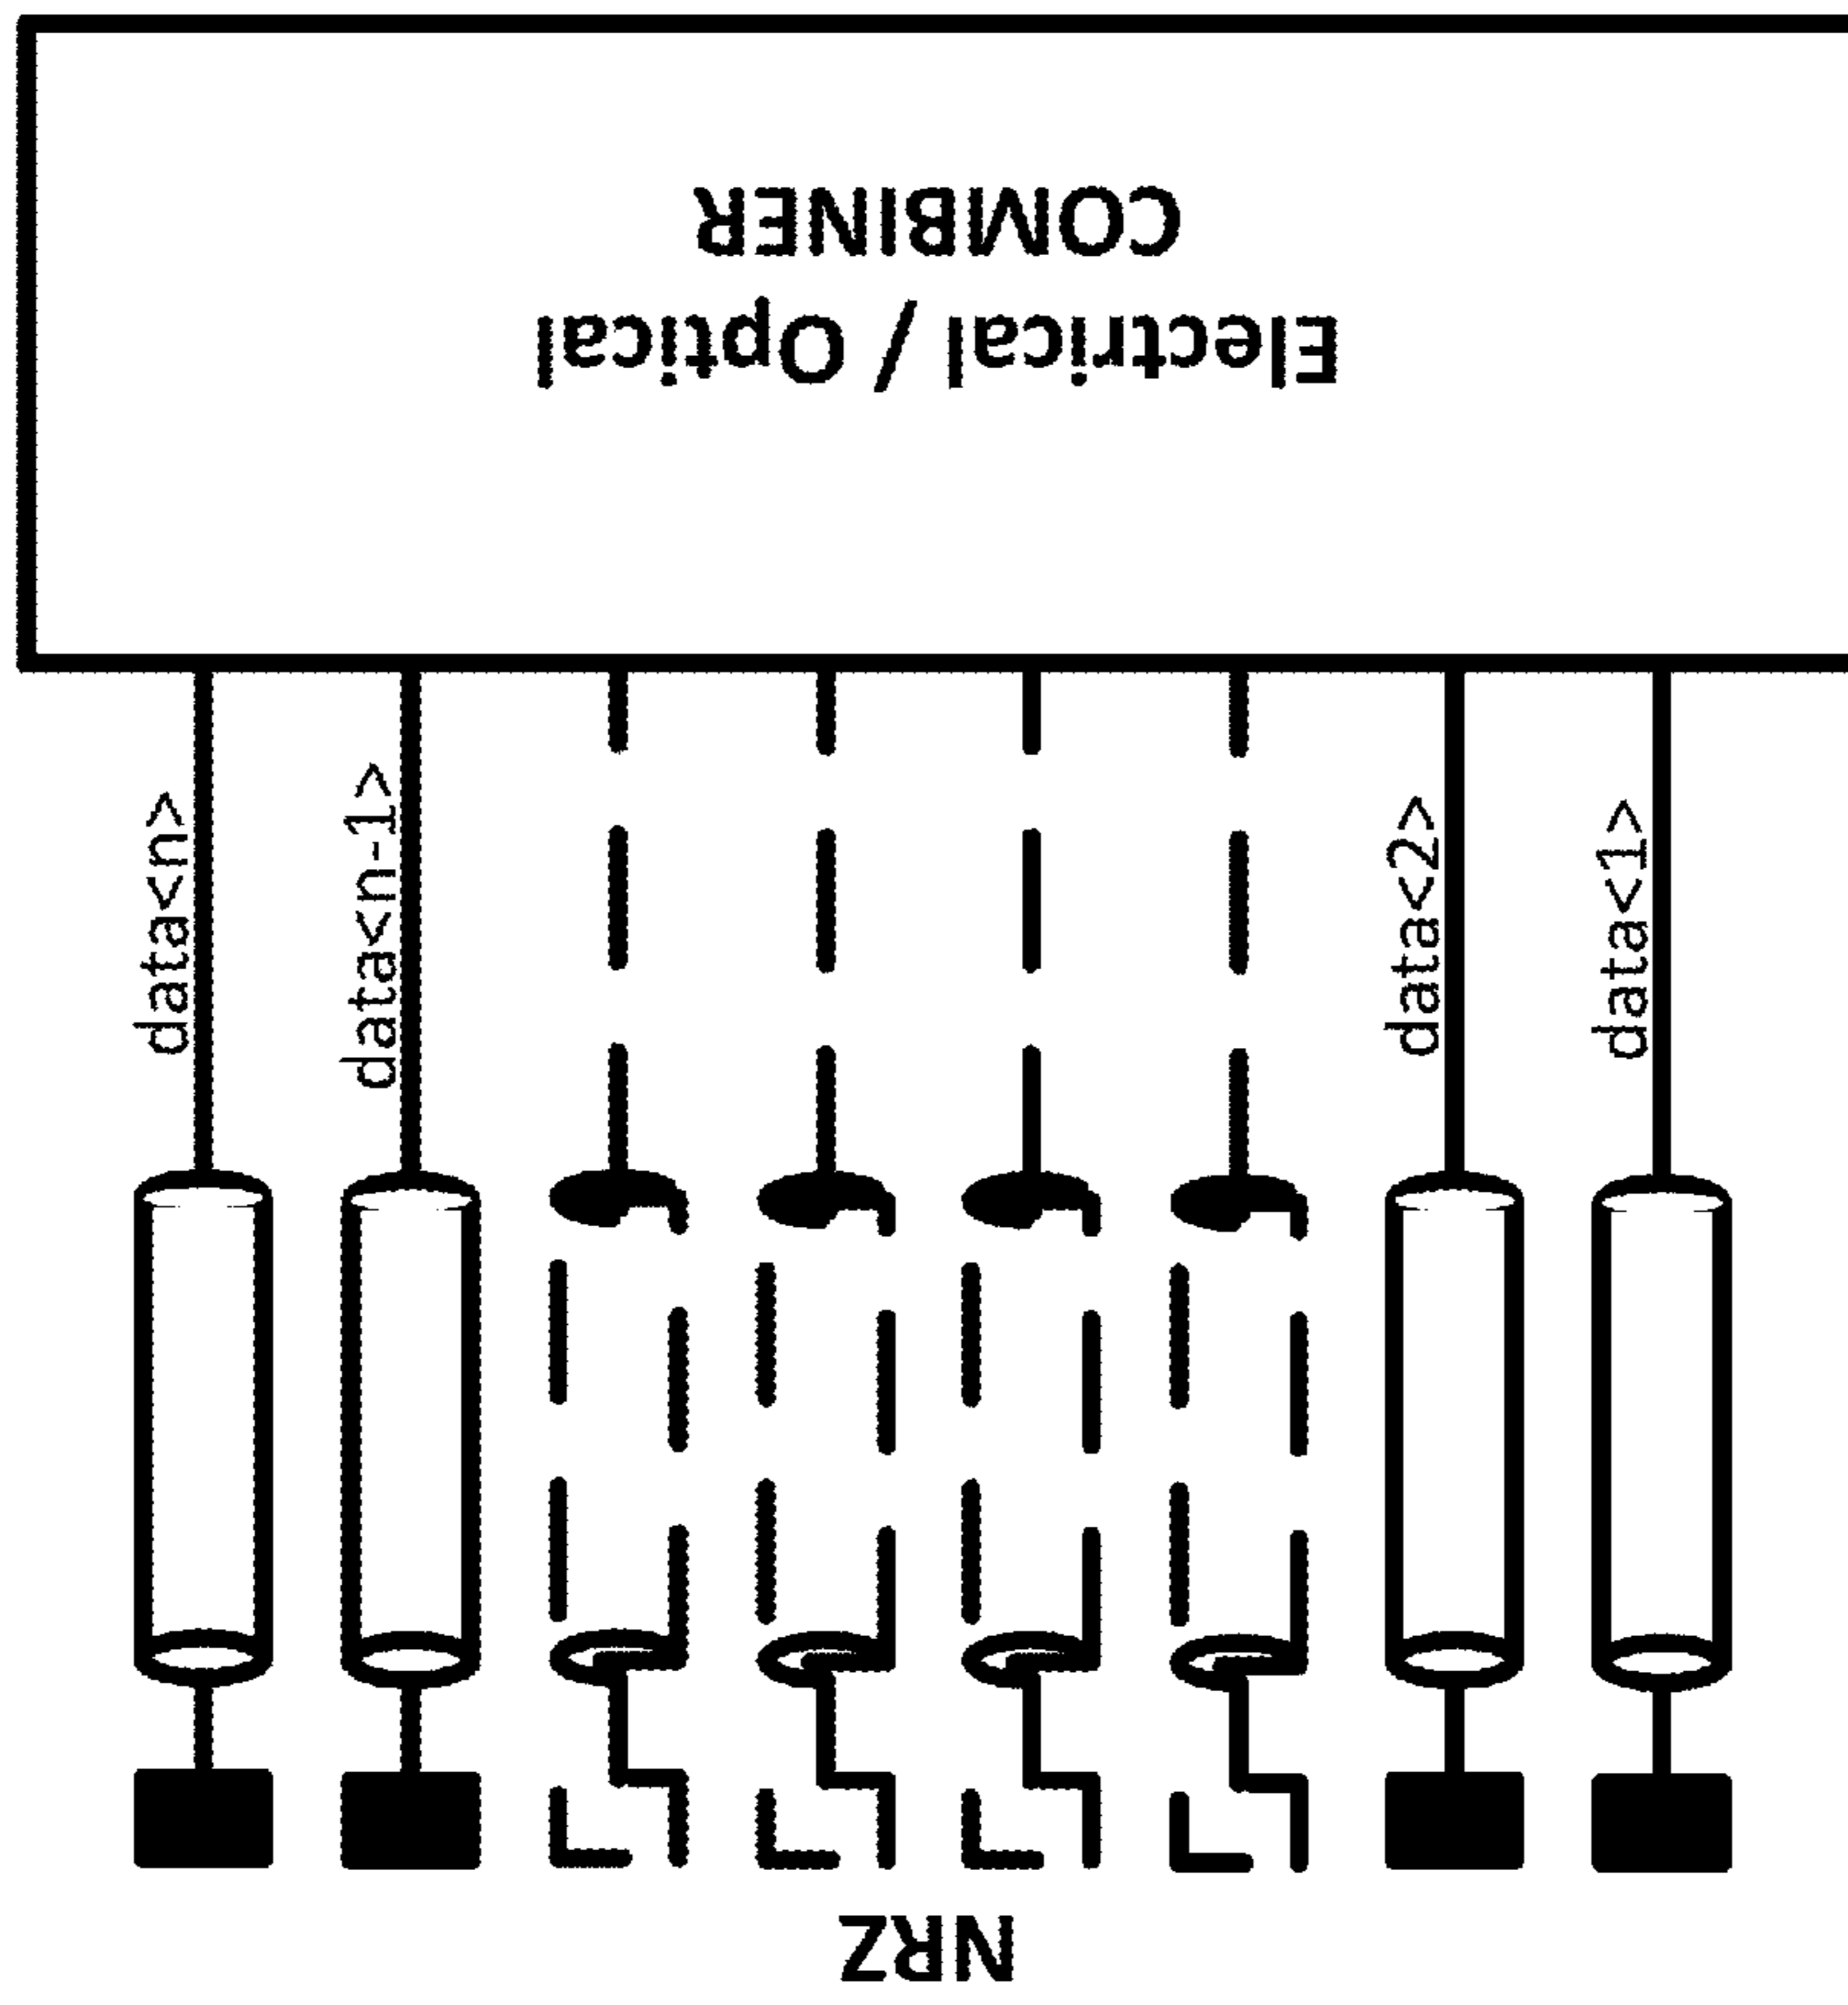 NRZ
data<1>
data<2>
data<n-1>
data<n>
Electrical / Optical
COMBINER